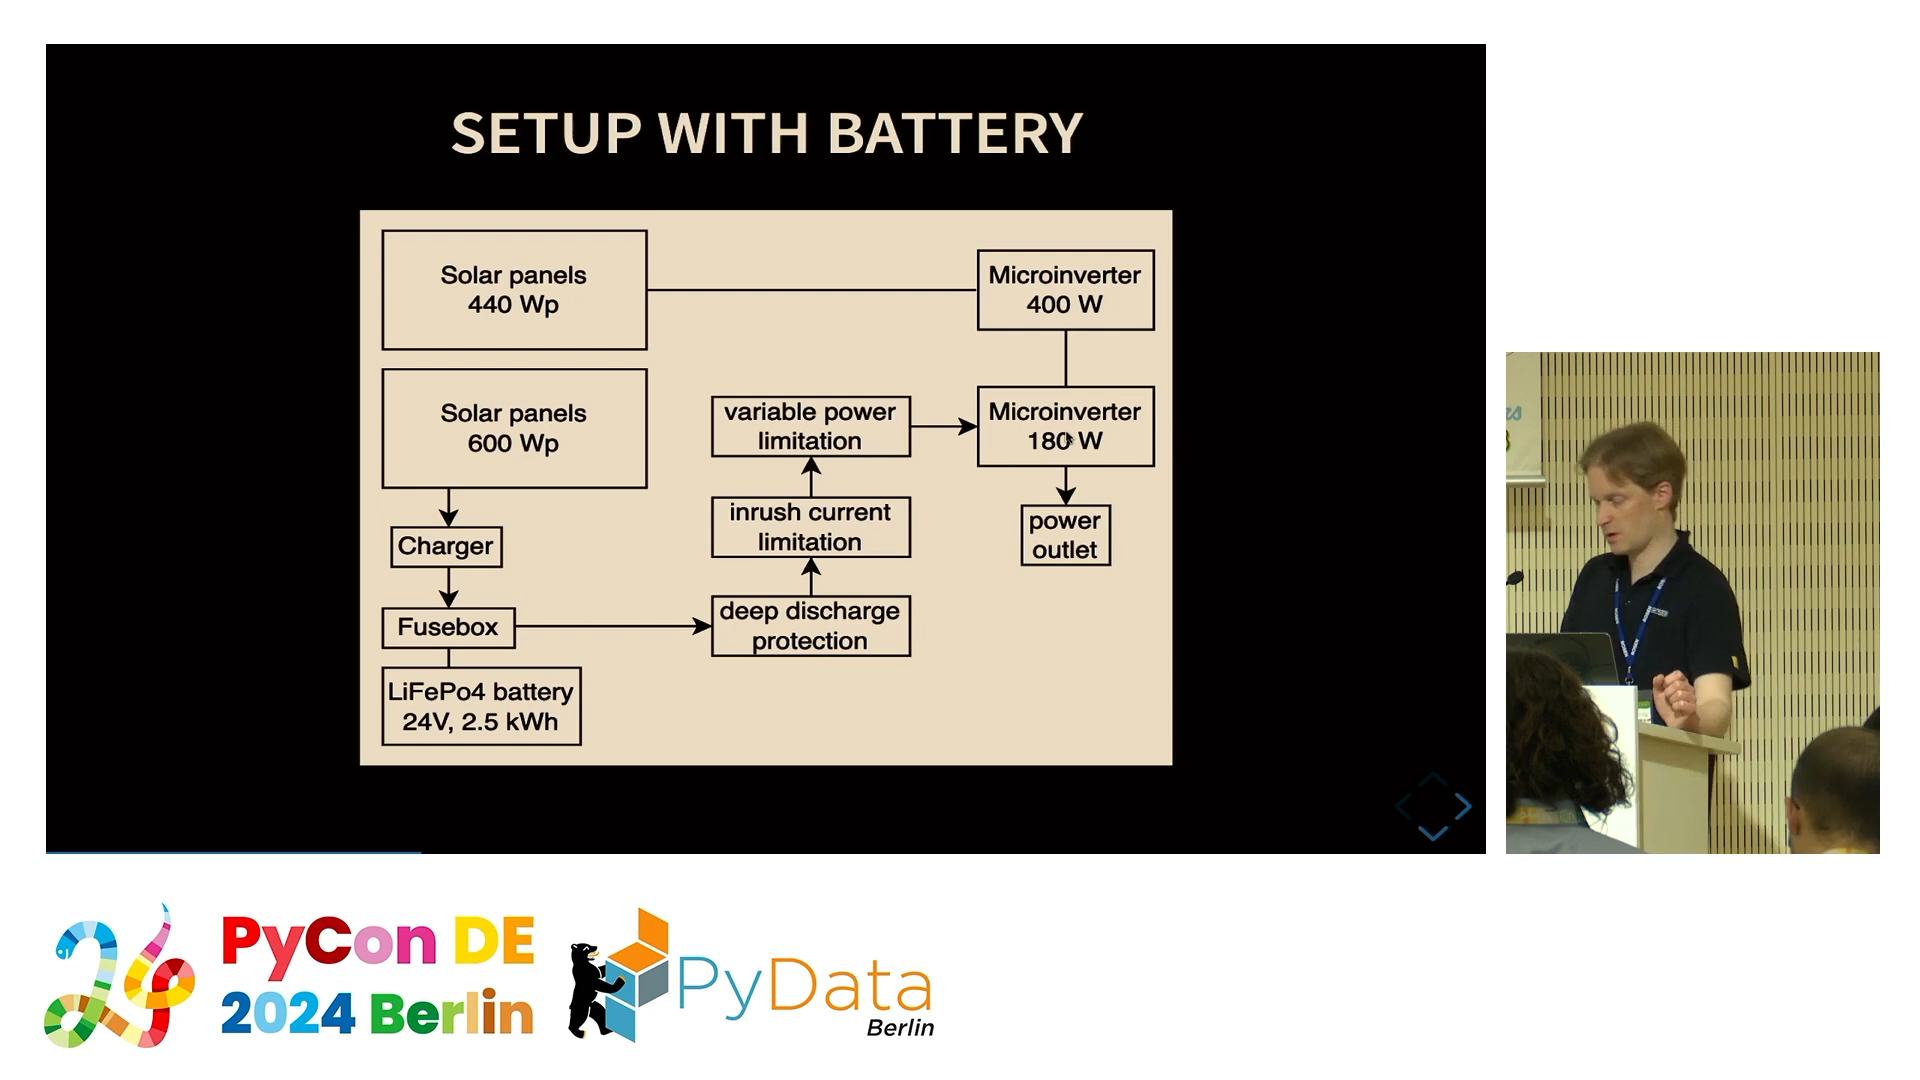 SETUP WITH BATTERY
Solar panels
440 Wp
Microinverter
400 W
Solar panels
600 Wp
variable power
limitation
Microinverter
180 W
inrush current
limitation
power
outlet
Charger
deep discharge
protection
Fusebox
LiFePo4 battery
24V, 2.5 kWh
PyCon DE
2024 Berlin
PyData
Berlin